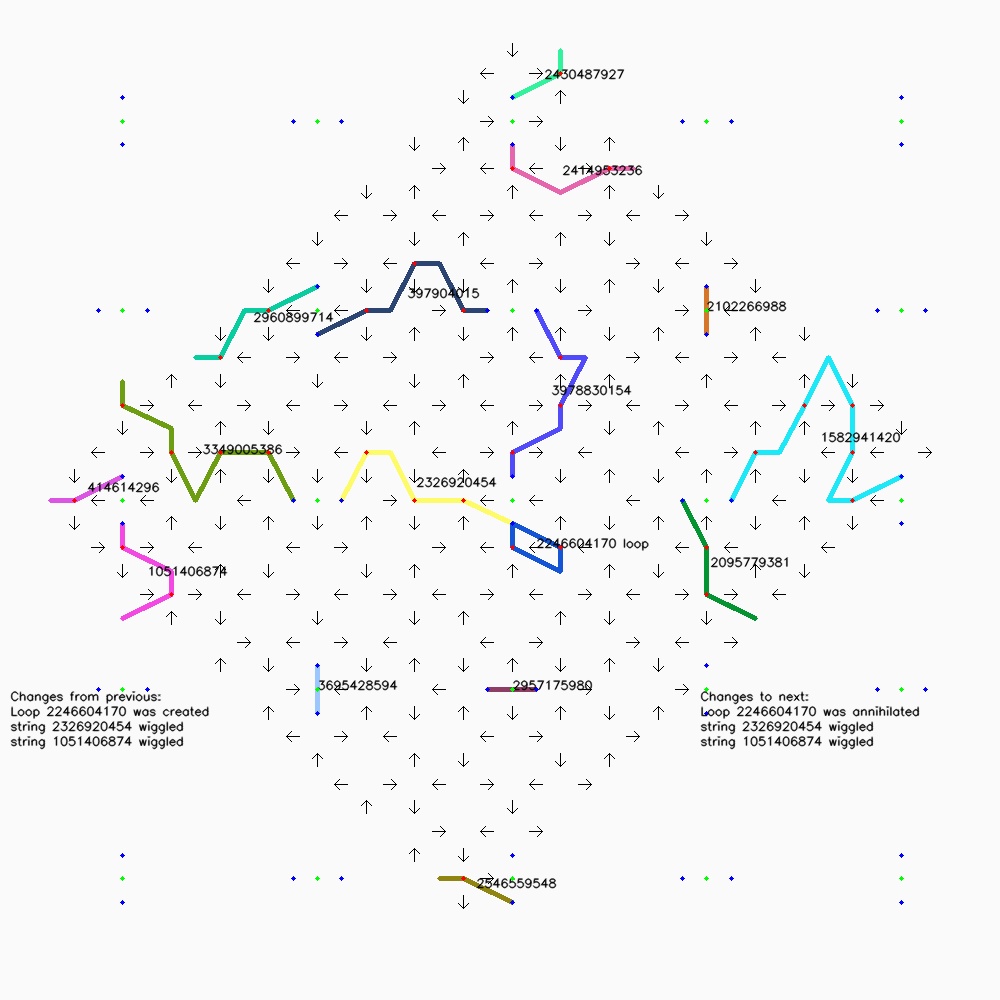 2430487927
2414953236
397904015
2102266988
2960899714
3978830154
1582941420
3349005386
2326920454
414614296
2246604170 loop
2095779381
1051406874
3695428594
2957175980
Changes from previous:
Loop 2246604170 was created
string 2326920454 wiggled
string 1051406874 wiggled
Changes to next:
Loop 2246604170 was annihilated
string 2326920454 wiggled
string 1051406874 wiggled
2546559548